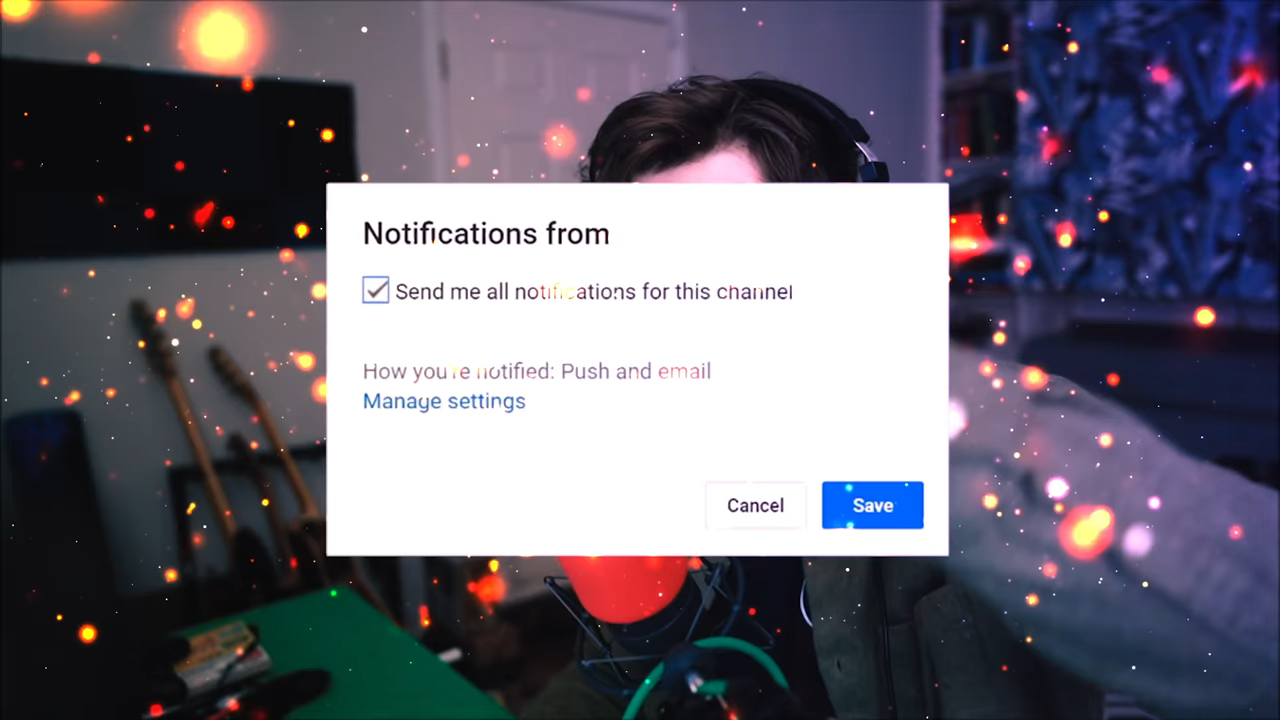 Notifications from
Send me all notifications for this channel
How you're notified: Push and email
Manage settings
Cancel
Save